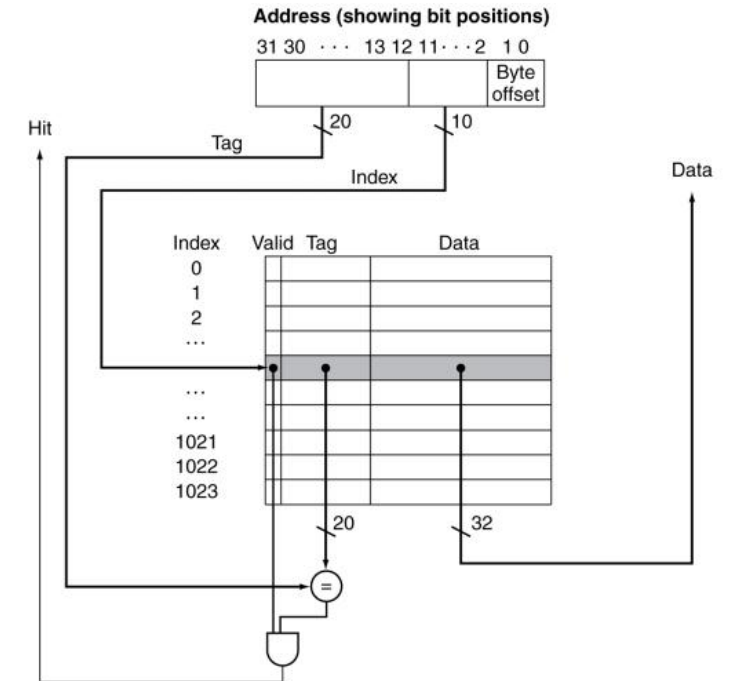 Address (showing bit positions)
31 30 · · · 13 12 11 · · · 2 1 0
Byte
offset
20
10
Hit
Tag
Index
Data
Index Valid Tag Data
0
1
2
...
...
...
1021
1022
1023
20
32
=